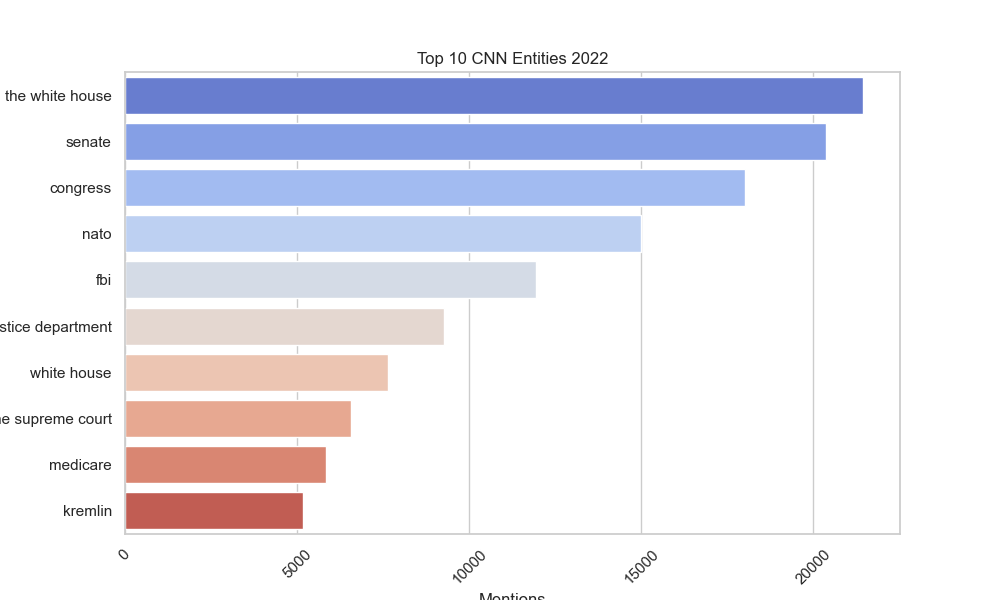 Top 10 CNN Entities 2022
the white house
senate
congress
nato
fbi
stice department
white house
he supreme court
medicare
kremlin
0 5000 10000 15000 20000
Mentions